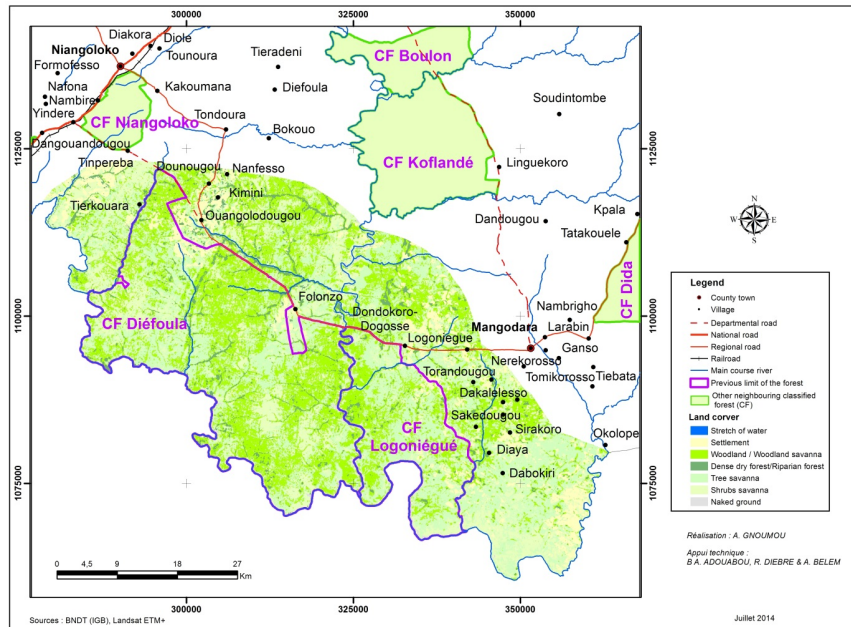 300000
325000
350000
Diakora
Diole
Niangoloko
Tounoura
Formofesso
Tieradeni
CF Boulon
Nafona
Kakoumana
Diefoula
Nambire
Soudintombe
Yindere
CF Niangoloko
Tondoura
Bokouo
1125000
Dangouandougou
1125000
CF Koflandé
Linguekoro
Tinpereba
Dounougou
Nanfesso
Kimini
Tierkouara
Ouangolodougou
Dandougou
Kpala
Tatakouele
N
W
E
S
CF Dida
Legend
County town
Village
Departmental road
National road
Regional road
Railroad
Main course river
Previous limit of the forest
Other neighbouring classified
forest (CF)
Land corver
Stretch of water
Settlement
Woodland / Woodland savanna
Dense dry forest/Riparian forest
Tree savanna
Shrubs savanna
Naked ground
Folonzo
Nambrigho
1100000
1100000
CF Diéfoula
Dondokoro-
Dogosse
Mangodara
Larabin
Logoniegue
Ganso
Nerekorosso
Torandougou
Tomikorosso
Tiebata
Dakalelesso
Sakedougou
CF
Logoniégué
Sirakoro
Okolope
Diaya
Dabokiri
1075000
1075000
Réalisation : A. GNOUMOU
Appui technique :
B A. ADOUABOU, R. DIEBRE & A. BELEM
0 4,5 9 18 27
Km
300000
325000
350000
Sources : BNDT (IGB), Landsat ETM+
Juillet 2014